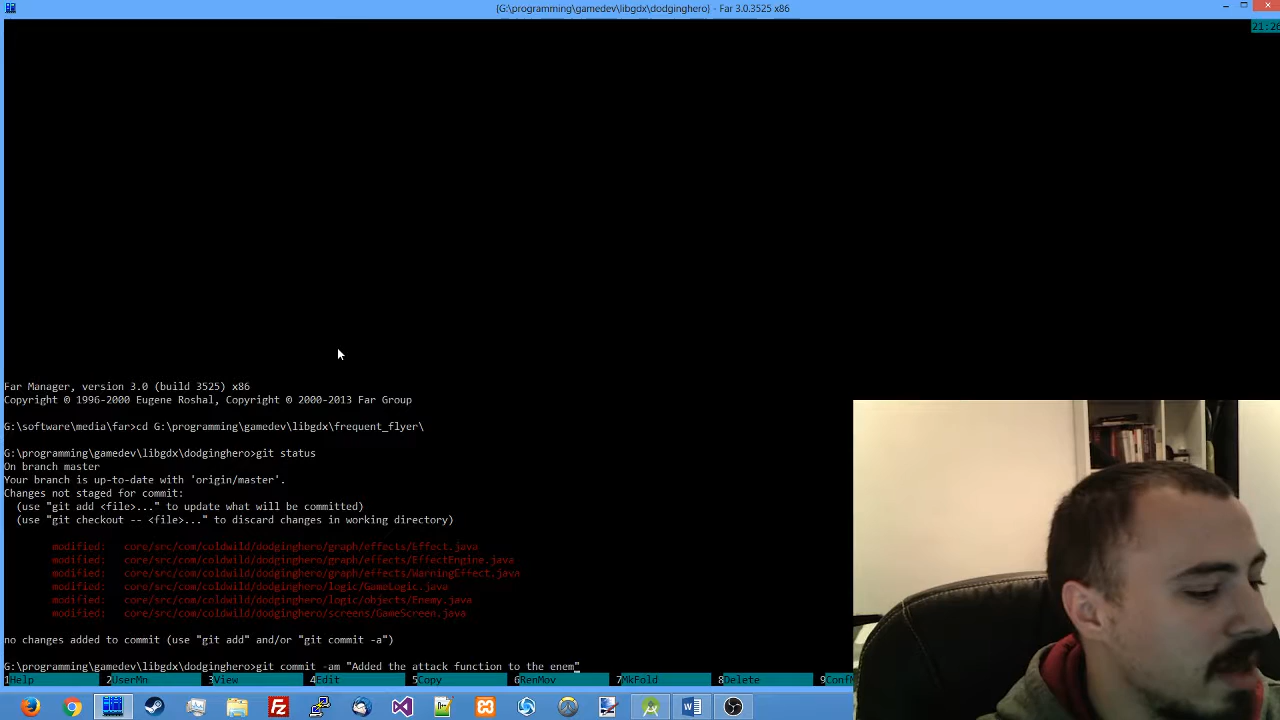 {G:\programming\gamedev\libgdx\dodginghero} - Far 3.0.3525 x86
Far Manager, version 3.0 (build 3525) x86
Copyright © 1996-2000 Eugene Roshal, Copyright © 2000-2013 Far Group
G:\software\media\far>cd G:\programming\gamedev\libgdx\frequent_flyer\
G:\programming\gamedev\libgdx\dodginghero>git status
On branch master
Your branch is up-to-date with 'origin/master'.
Changes not staged for commit:
(use "git add <file>..." to update what will be committed)
(use "git checkout -- <file>..." to discard changes in working directory)
modified: core/src/com/coldwild/dodginghero/graph/effects/Effect.java
modified: core/src/com/coldwild/dodginghero/graph/effects/EffectEngine.java
modified: core/src/com/coldwild/dodginghero/graph/effects/WarningEffect.java
modified: core/src/com/coldwild/dodginghero/logic/GameLogic.java
modified: core/src/com/coldwild/dodginghero/logic/objects/Enemy.java
modified: core/src/com/coldwild/dodginghero/screens/GameScreen.java
no changes added to commit (use "git add" and/or "git commit -a")
G:\programming\gamedev\libgdx\dodginghero>git commit -am "Added the attack function to the enem"
1Help 2UserMn 3View 4Edit 5Copy 6RenMov 7MkFold 8Delete 9ConfM